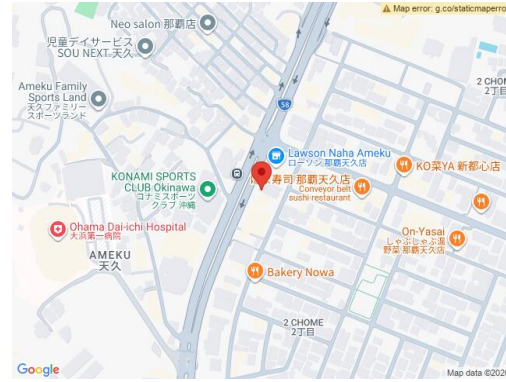 Map error: g.co/staticmaperro
Neo salon 那覇店
児童デイサービス
SOU NEXT 天久
58
2 CHOM
2丁目
Ameku Family
Sports Land
天久ファミリー
スポーツランド
Lawson Naha Ameku
ローソン 那覇天久店
KO菜YA 新都心店
寿司 那覇天久店
Conveyor belt
sushi restaurant
KONAMI SPORTS
CLUB Okinawa
コナミスポーツ
クラブ 沖縄
Ohama Dai-ichi Hospital
大浜第一病院
On-Yasai
しゃぶしゃぶ温
野菜 那覇天久店
AMEKU
天久
Bakery Nowa
2 CHOME
2丁目
Google
Map data ©202